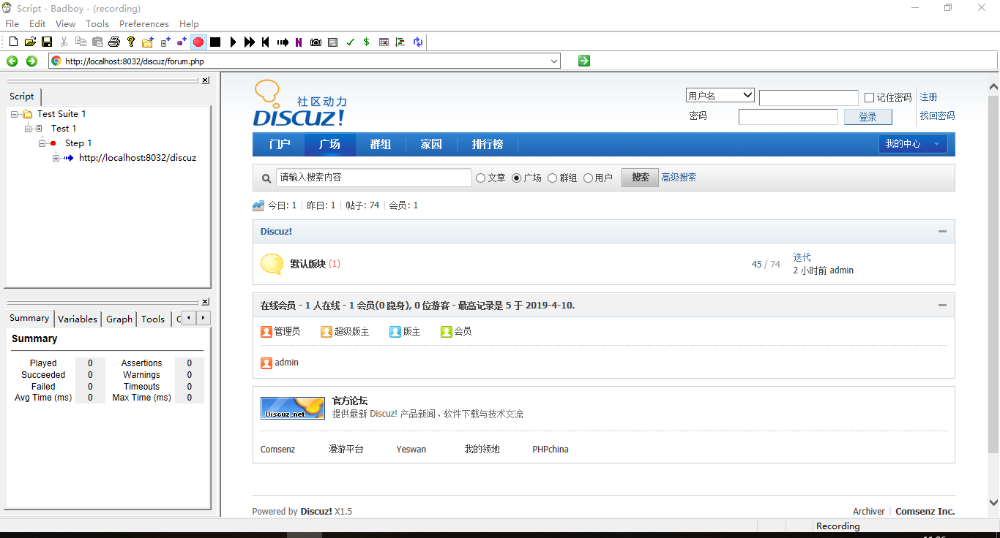 Script - Badboy - (recording)
File Edit View Tools Preferences Help
http://localhost:8032/discuz/forum.php
Script
Test Suite 1
Test 1
Step 1
http://localhost:8032/discuz
Summary Variables Graph Tools
Summary
Played 0 Assertions 0
Succeeded 0 Warnings 0
Failed 0 Timeouts 0
Avg Time (ms) 0 Max Time (ms) 0
社区动力
DISCUZ!
用户名 记住密码 注册
密码 登录 找回密码
门户 广场 群组 家园 排行榜 我的中心
请输入搜索内容 文章 广场 群组 用户 搜索 高级搜索
今日: 1 | 昨日: 1 | 帖子: 74 | 会员: 1
Discuz!
默认版块 (1) 45 / 74 迭代
2 小时前 admin
在线会员 - 1 人在线 - 1 会员(0 隐身), 0 位游客 - 最高记录是 5 于 2019-4-10.
管理员 超级版主 版主 会员
admin
Discuz.net 官方论坛
提供最新 Discuz! 产品新闻、软件下载与技术交流
Comsenz 漫游平台 Yeswan 我的领地 PHPchina
Powered by Discuz! X1.5 Archiver | Comsenz Inc.
Recording